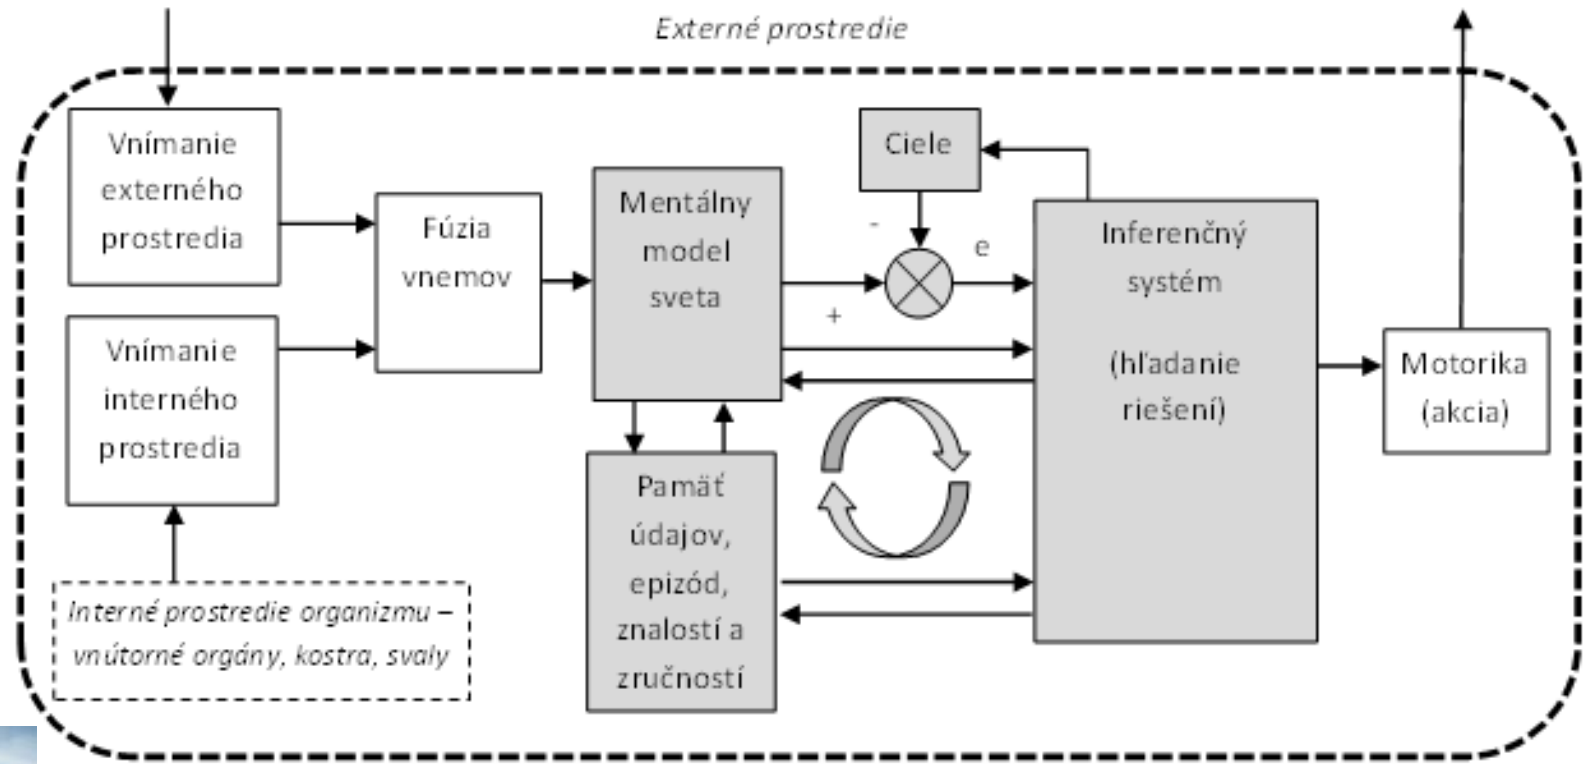 Externé prostredie
Vnímanie
externého
prostredia
Vnímanie
interného
prostredia
Interné prostredie organizmu –
vnútorné orgány, kostra, svaly
Fúzia
vnemov
Mentálny
model
sveta
Pamäť
údajov,
epizód,
znalostí a
zručností
Ciele
-
e
+
Inferenčný
systém
(hľadanie
riešení)
Motorika
(akcia)